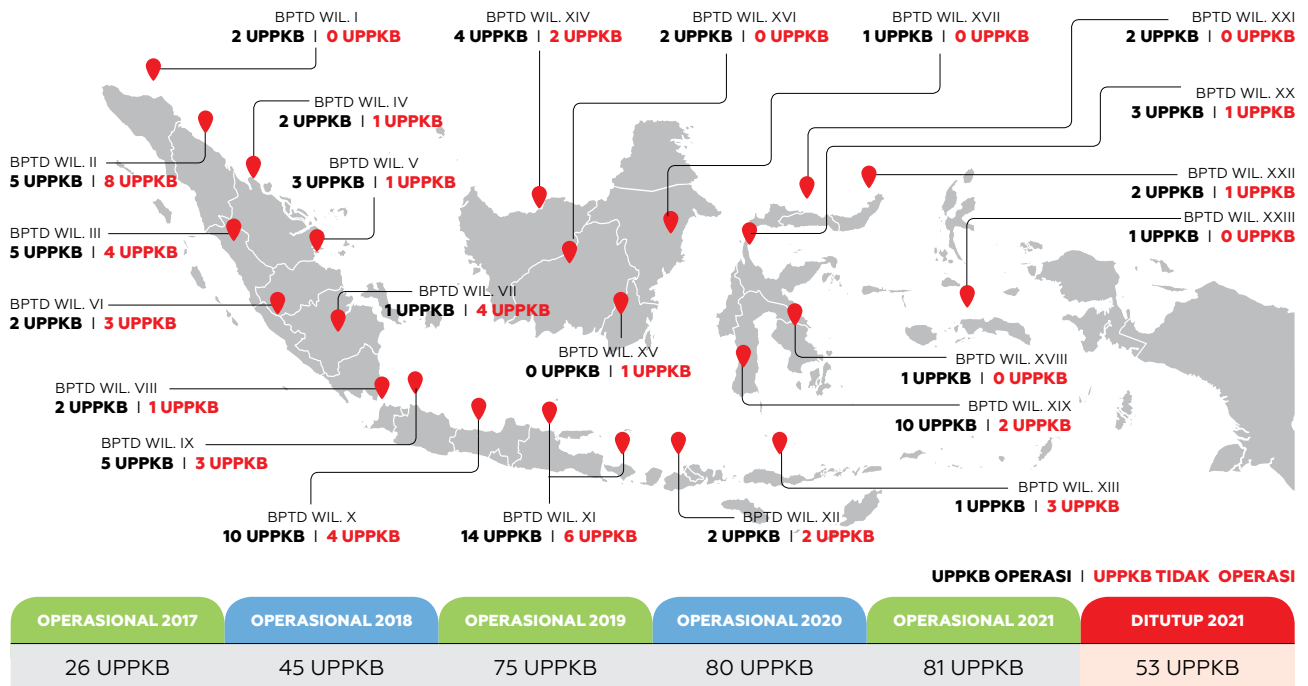 BPTD WIL. I
2 UPPKB | 0 UPPKB
BPTD WIL. XIV
4 UPPKB | 2 UPPKB
BPTD WIL. XVI
2 UPPKB | 0 UPPKB
BPTD WIL. XVII
1 UPPKB | 0 UPPKB
BPTD WIL. XXI
2 UPPKB | 0 UPPKB
BPTD WIL. IV
2 UPPKB | 1 UPPKB
BPTD WIL. XX
3 UPPKB | 1 UPPKB
BPTD WIL. II
5 UPPKB | 8 UPPKB
BPTD WIL. V
3 UPPKB | 1 UPPKB
BPTD WIL. XXII
2 UPPKB | 1 UPPKB
BPTD WIL. III
5 UPPKB | 4 UPPKB
BPTD WIL. XXIII
1 UPPKB | 0 UPPKB
BPTD WIL. VI
2 UPPKB | 3 UPPKB
BPTD WIL. VII
1 UPPKB | 4 UPPKB
BPTD WIL. XV
0 UPPKB | 1 UPPKB
BPTD WIL. XVIII
1 UPPKB | 0 UPPKB
BPTD WIL. VIII
2 UPPKB | 1 UPPKB
BPTD WIL. XIX
10 UPPKB | 2 UPPKB
BPTD WIL. IX
5 UPPKB | 3 UPPKB
BPTD WIL. XIII
1 UPPKB | 3 UPPKB
BPTD WIL. X
10 UPPKB | 4 UPPKB
BPTD WIL. XI
14 UPPKB | 6 UPPKB
BPTD WIL. XII
2 UPPKB | 2 UPPKB
UPPKB OPERASI | UPPKB TIDAK OPERASI
OPERASIONAL 2017 OPERASIONAL 2018 OPERASIONAL 2019 OPERASIONAL 2020 OPERASIONAL 2021 DITUTUP 2021
26 UPPKB 45 UPPKB 75 UPPKB 80 UPPKB 81 UPPKB 53 UPPKB